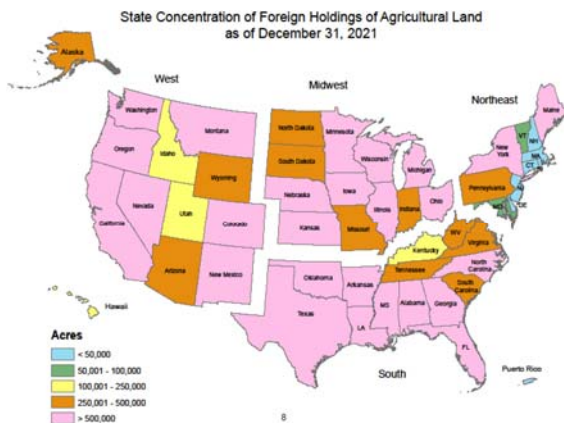 State Concentration of Foreign Holdings of Agricultural Land
as of December 31, 2021
Alaska
West
Midwest
Northeast
Washington
Montana
Oregon
Idaho
Wyoming
Nevada
Utah
Colorado
California
Arizona
New Mexico
North Dakota
South Dakota
Minnesota
Wisconsin
Michigan
Nebraska
Iowa
Kansas
Missouri
Illinois
Indiana
Ohio
Maine
VT
NH
New
York
MA
CT
Pennsylvania
NJ
DE
Kentucky
WV
Virginia
Tennessee
North
Carolina
South
Carolina
Oklahoma
Arkansas
Texas
LA
MS
Alabama
Georgia
FL
South
Hawaii
Puerto Rico
Acres
< 50,000
50,001 - 100,000
100,001 - 250,000
250,001 - 500,000
> 500,000
8